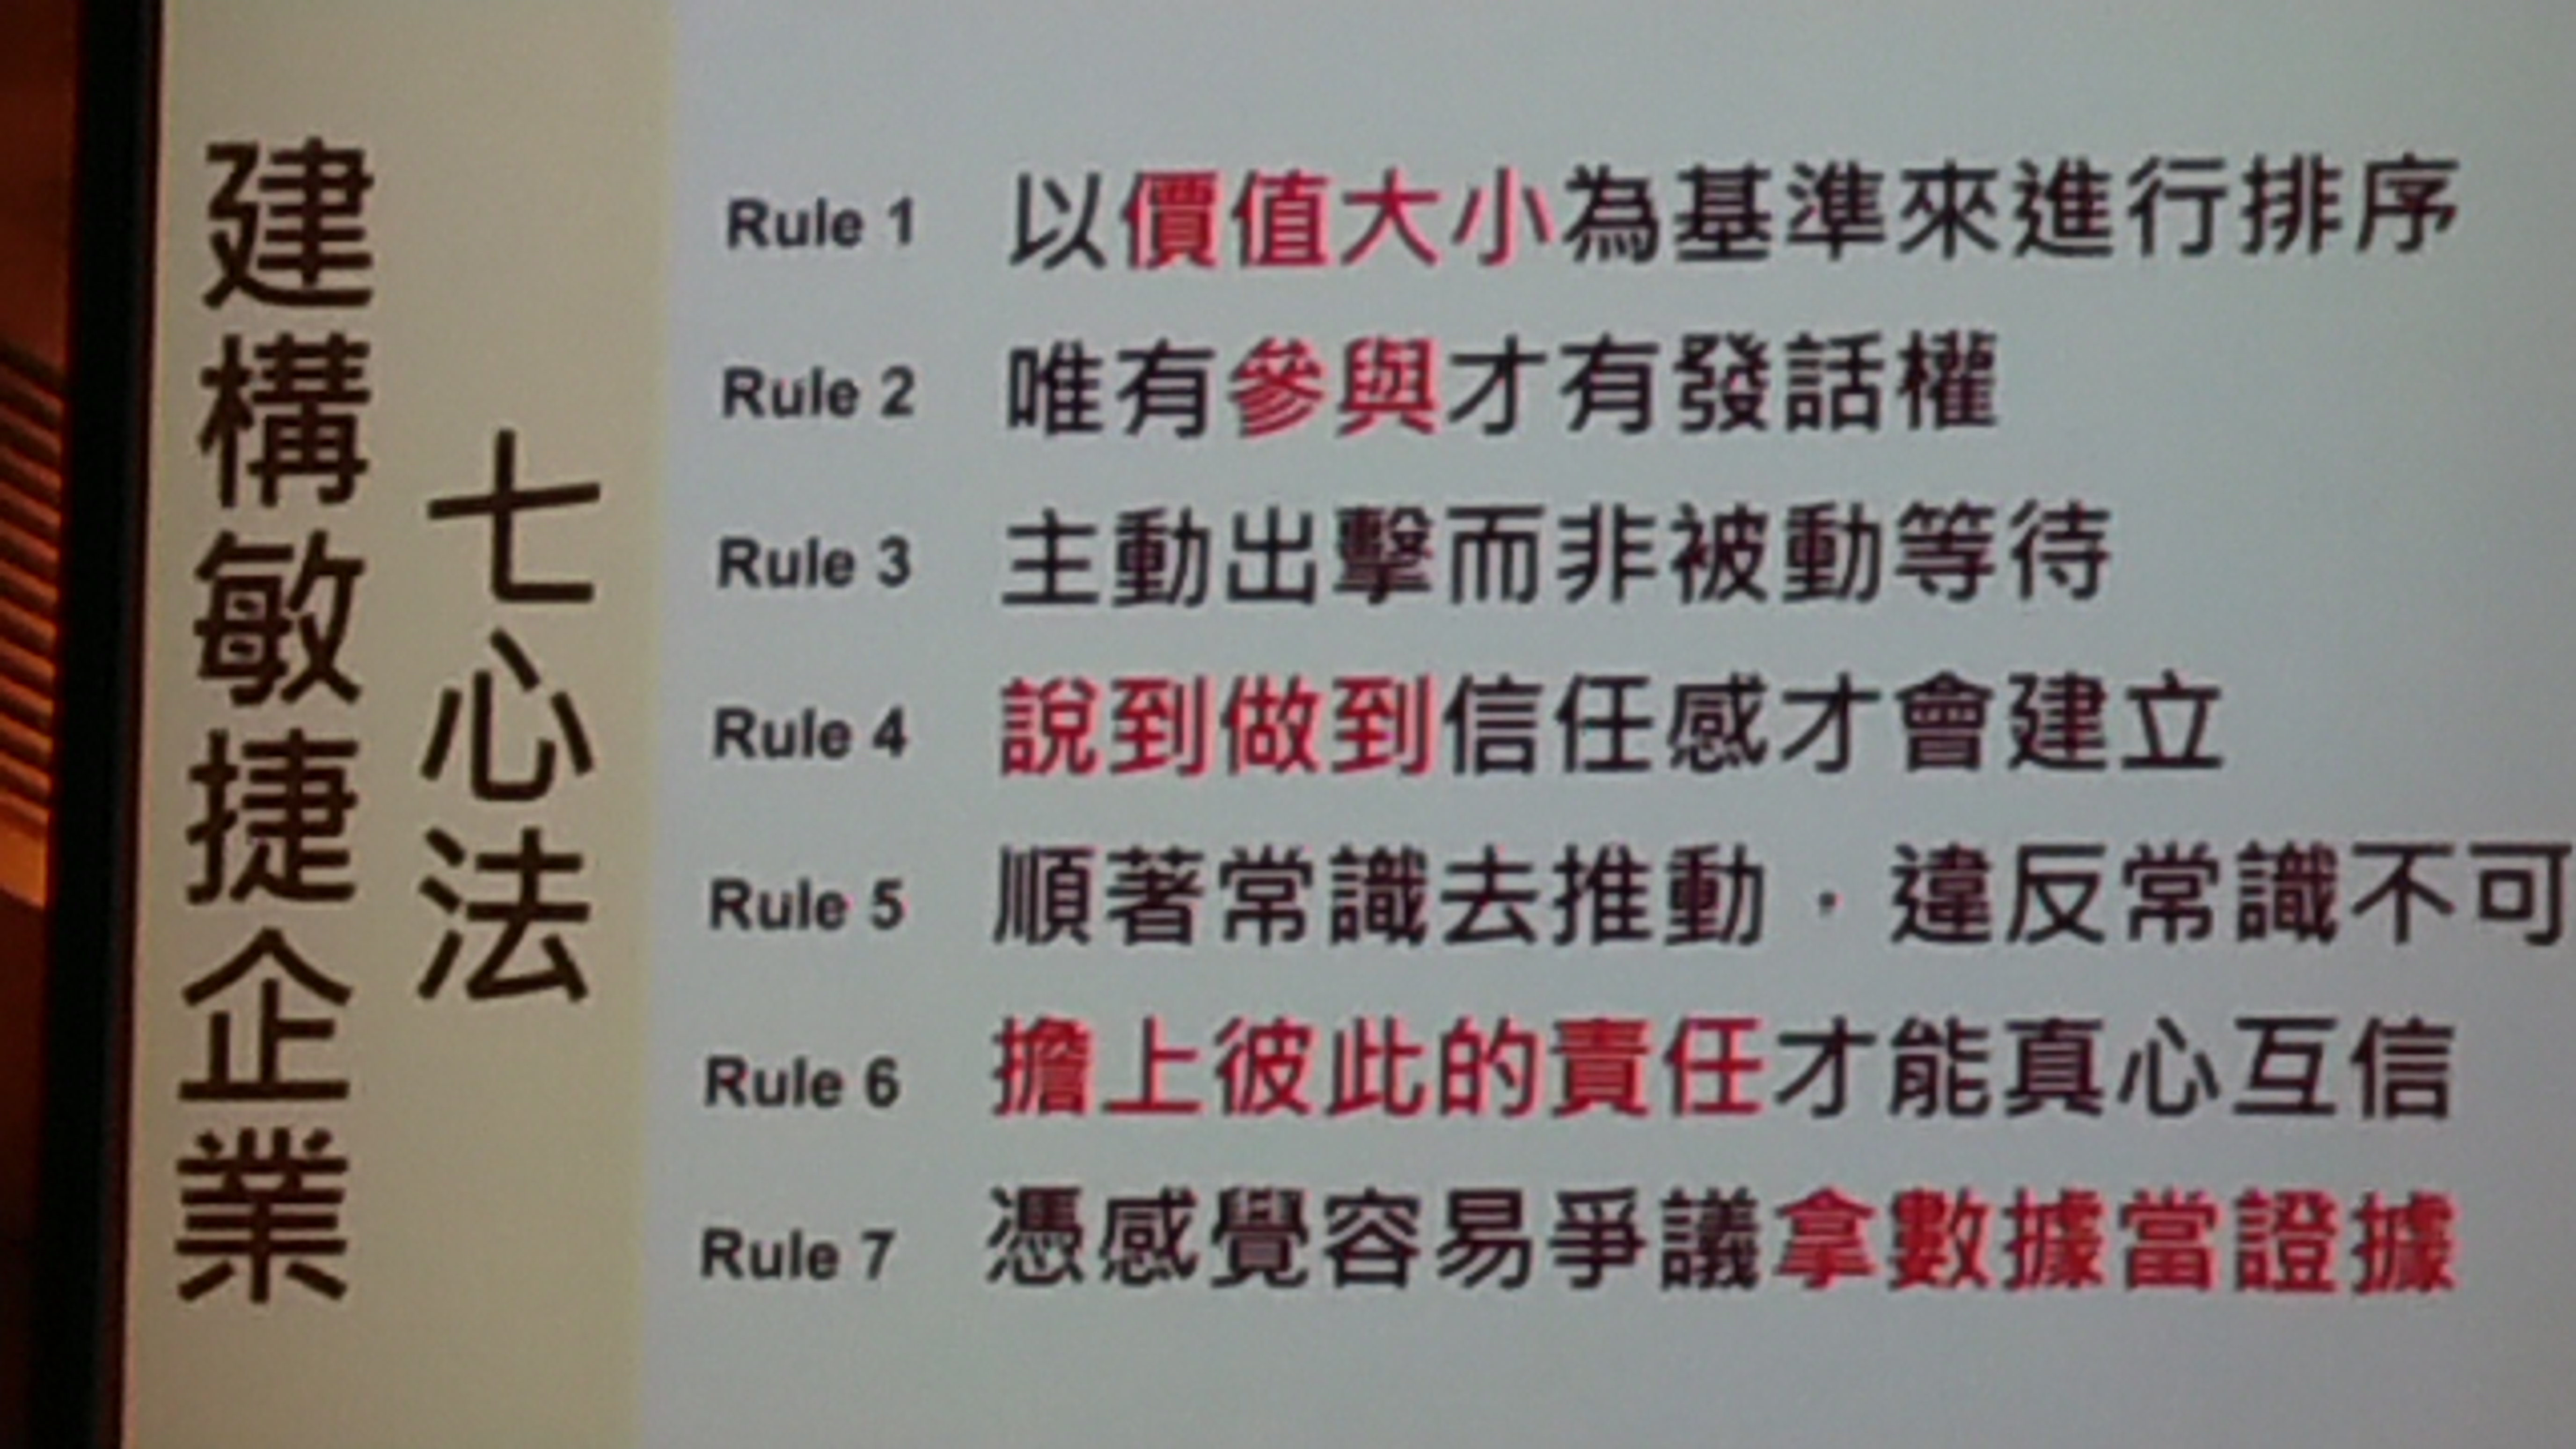 建構敏捷企業
七心法
Rule 1 以價值大小為基準來進行排序
Rule 2 唯有參與才有發話權
Rule 3 主動出擊而非被動等待
Rule 4 說到做到信任感才會建立
Rule 5 順著常識去推動，違反常識不可
Rule 6 擔上彼此的責任才能真心互信
Rule 7 憑感覺容易爭議拿數據當證據